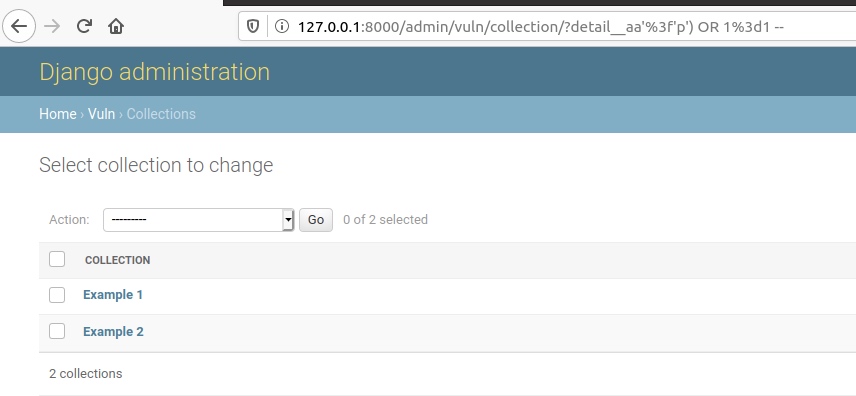 127.0.0.1:8000/admin/vuln/collection/?detail__aa'%3f'p') OR 1%3d1 --
Django administration
Home › Vuln › Collections
Select collection to change
Action: --------- Go 0 of 2 selected
COLLECTION
Example 1
Example 2
2 collections